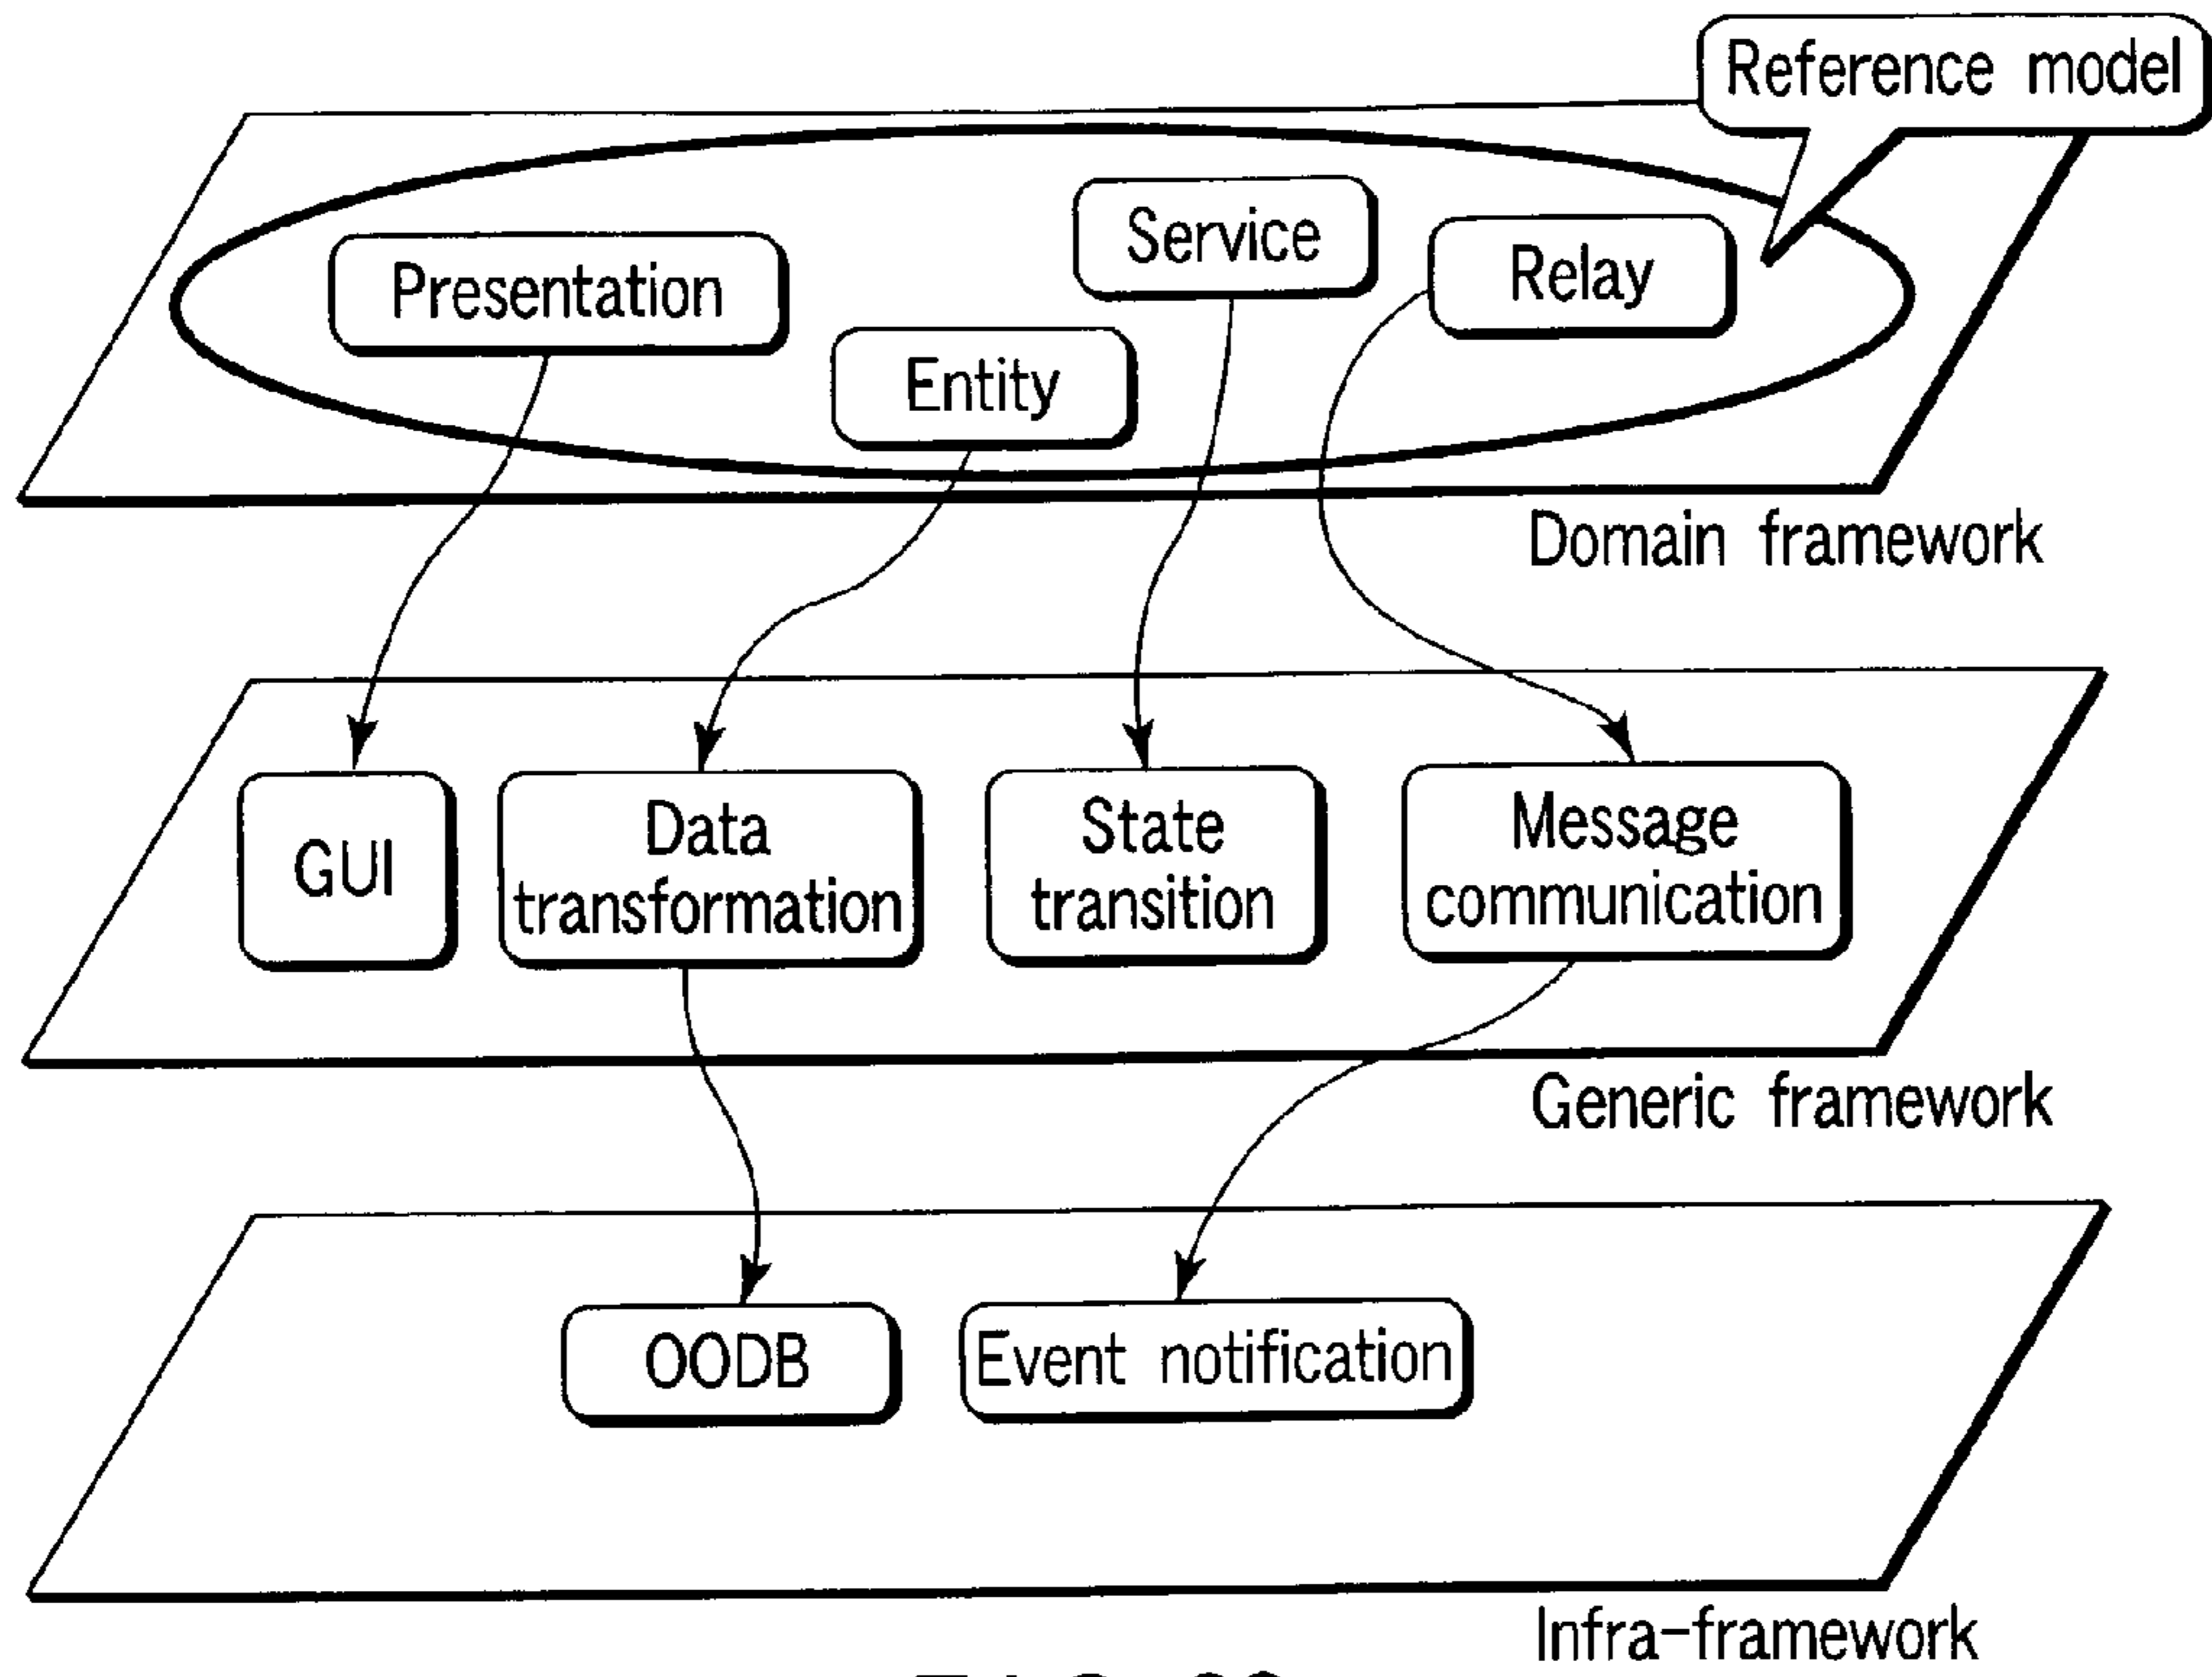 Reference model
Service
Relay
Presentation
Entity
Domain framework
GUI
Data
transformation
State
transition
Message
communication
Generic framework
OODB
Event notification
Infra-framework